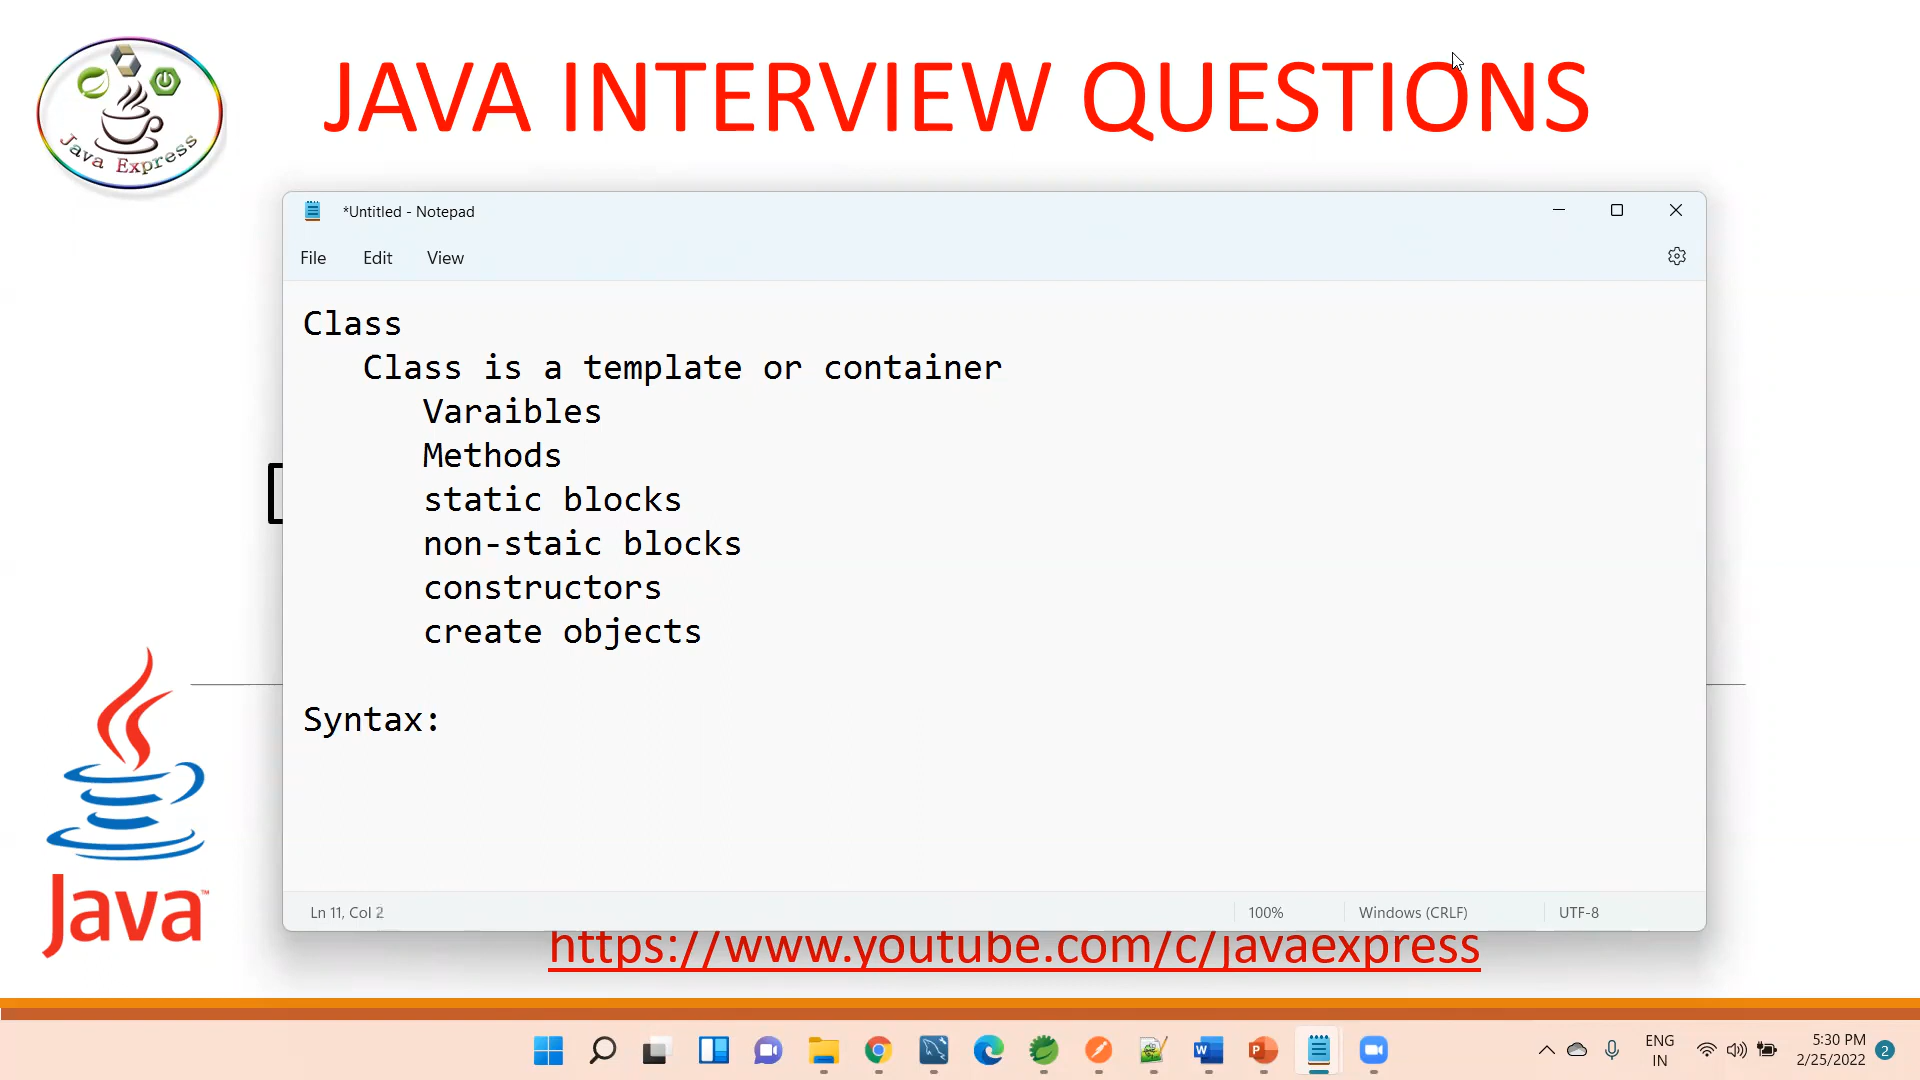 JAVA INTERVIEW QUESTIONS
Java Express
*Untitled - Notepad
File Edit View
Class
Class is a template or container
Varaibles
Methods
static blocks
non-staic blocks
constructors
create objects
Syntax:
Java™
Ln 11, Col 2 100% Windows (CRLF) UTF-8
https://www.youtube.com/c/javaexpress
ENG
IN
5:30 PM
2/25/2022
2